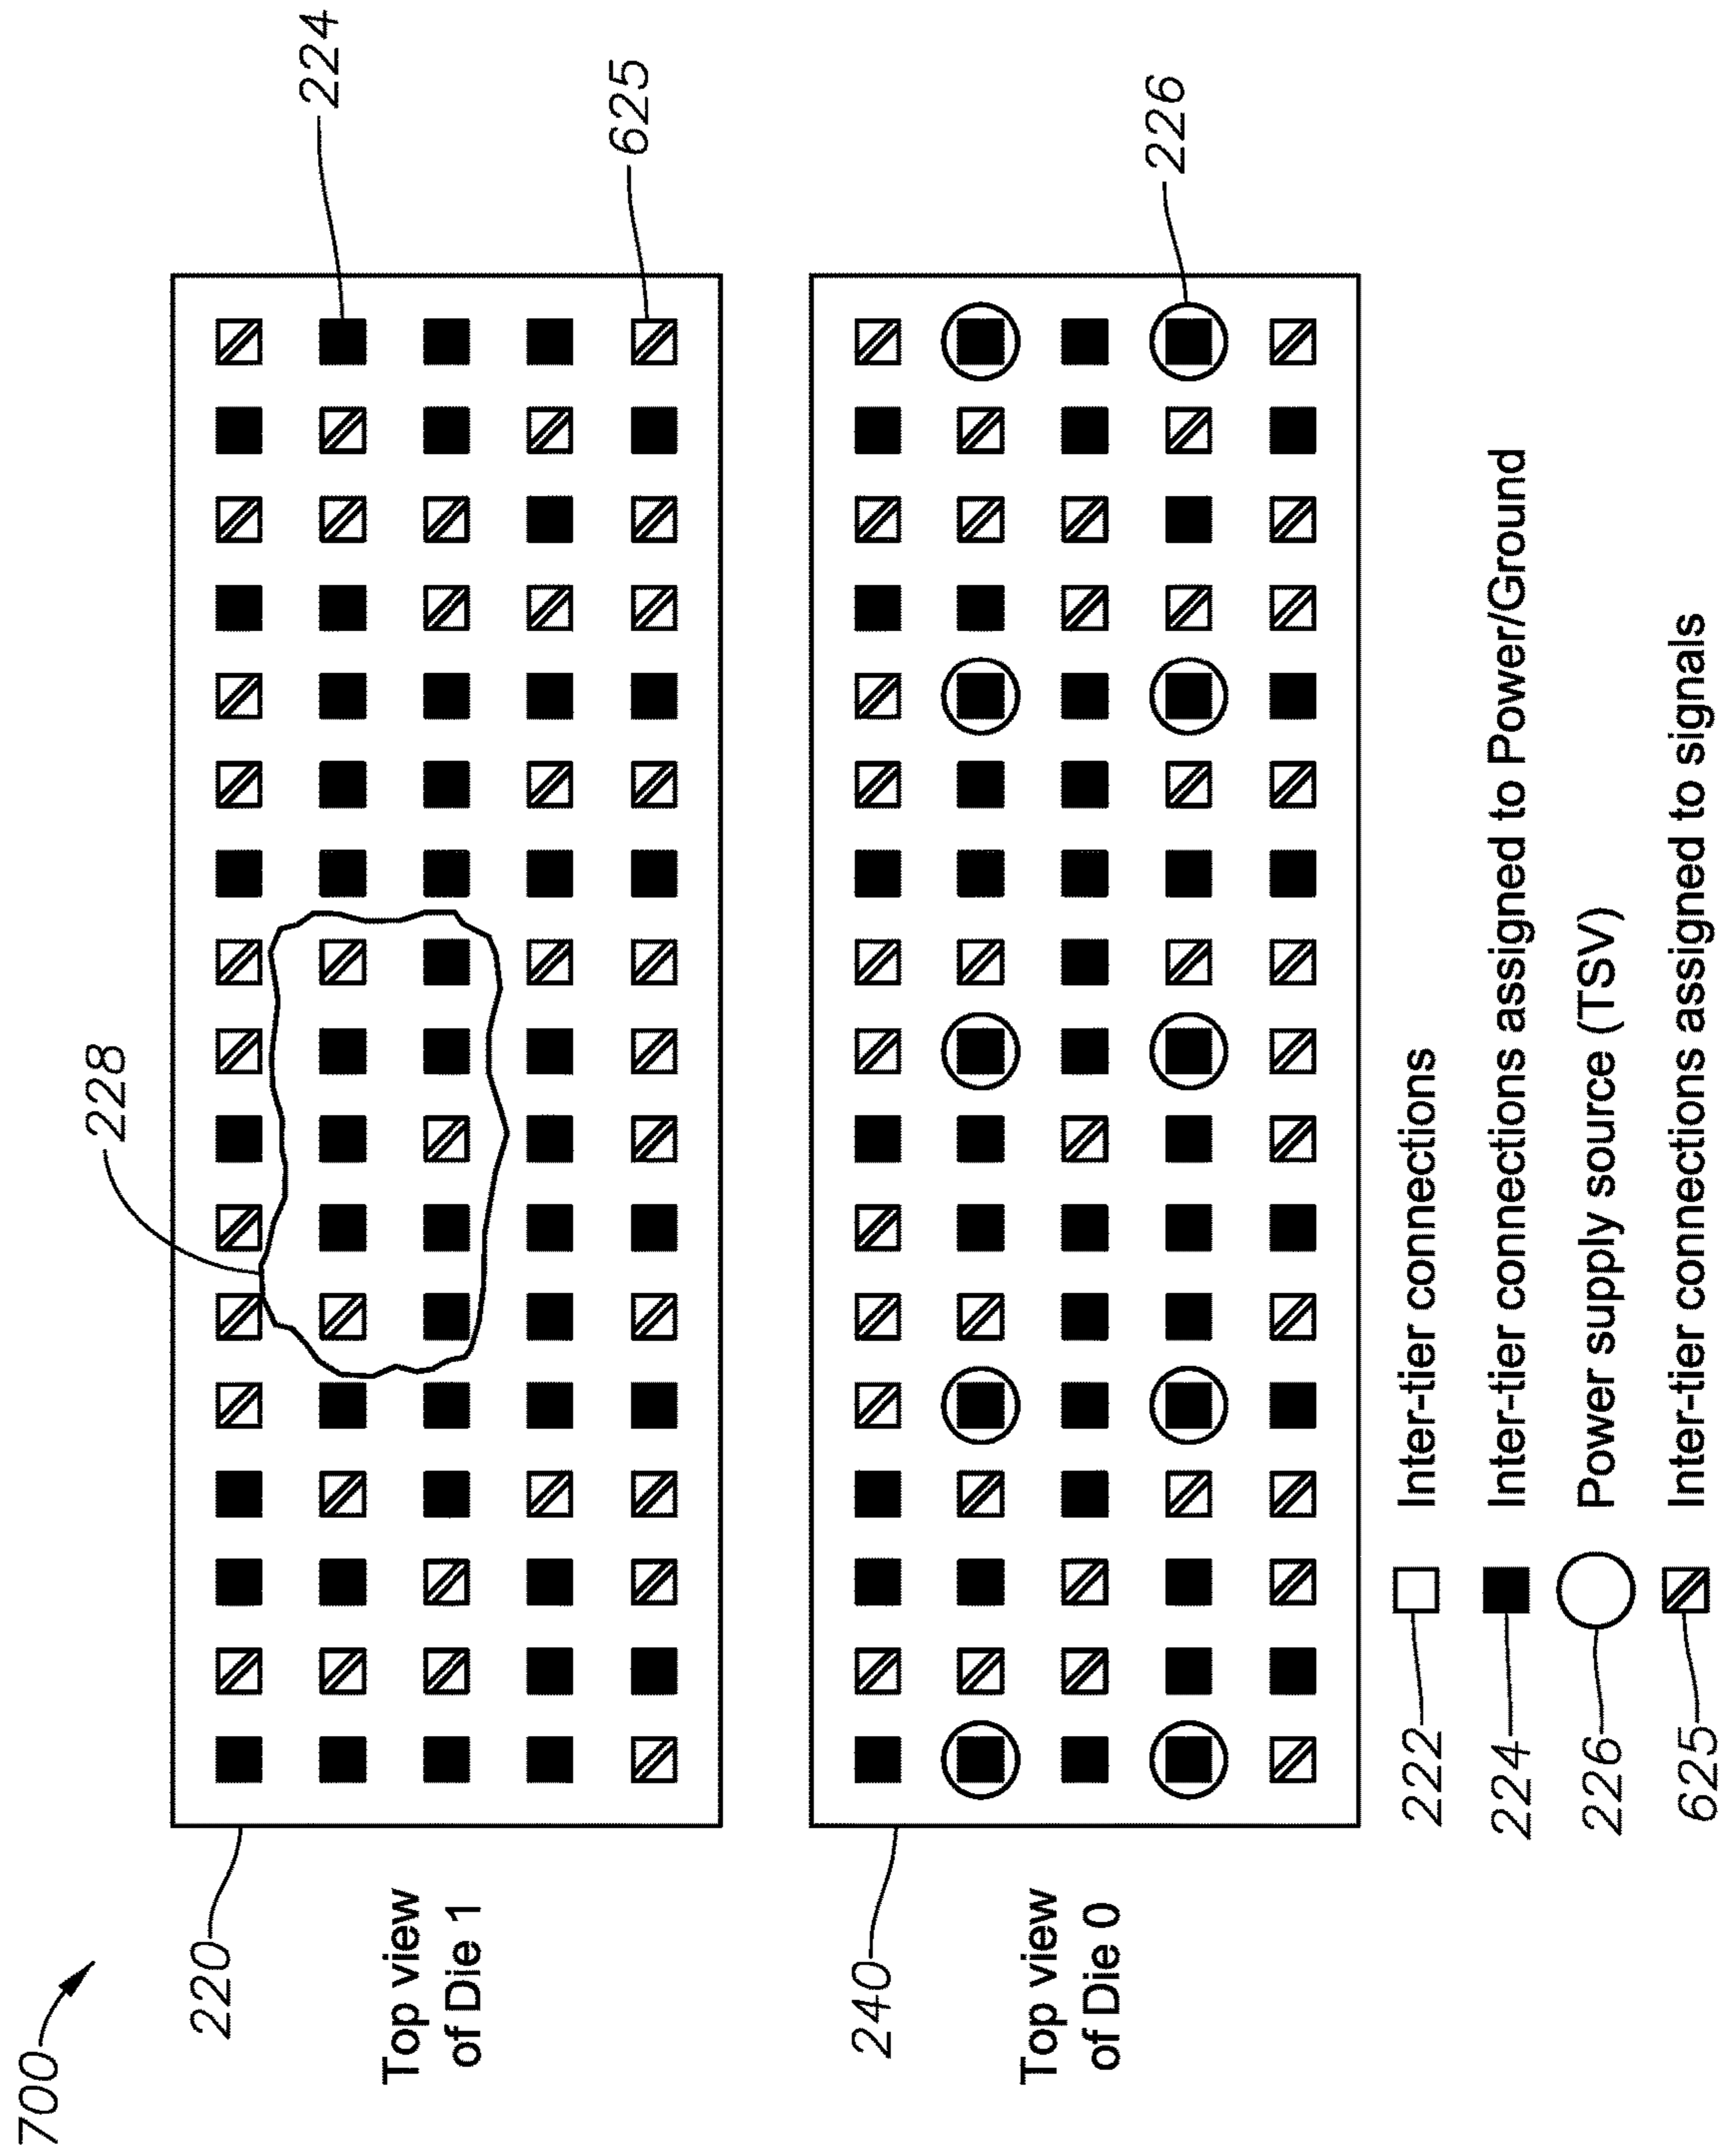 700
220
Top view
of Die 1
228
224
625
240
Top view
of Die 0
226
222
Inter-tier connections
224
Inter-tier connections assigned to Power/Ground
226
Power supply source (TSV)
625
Inter-tier connections assigned to signals